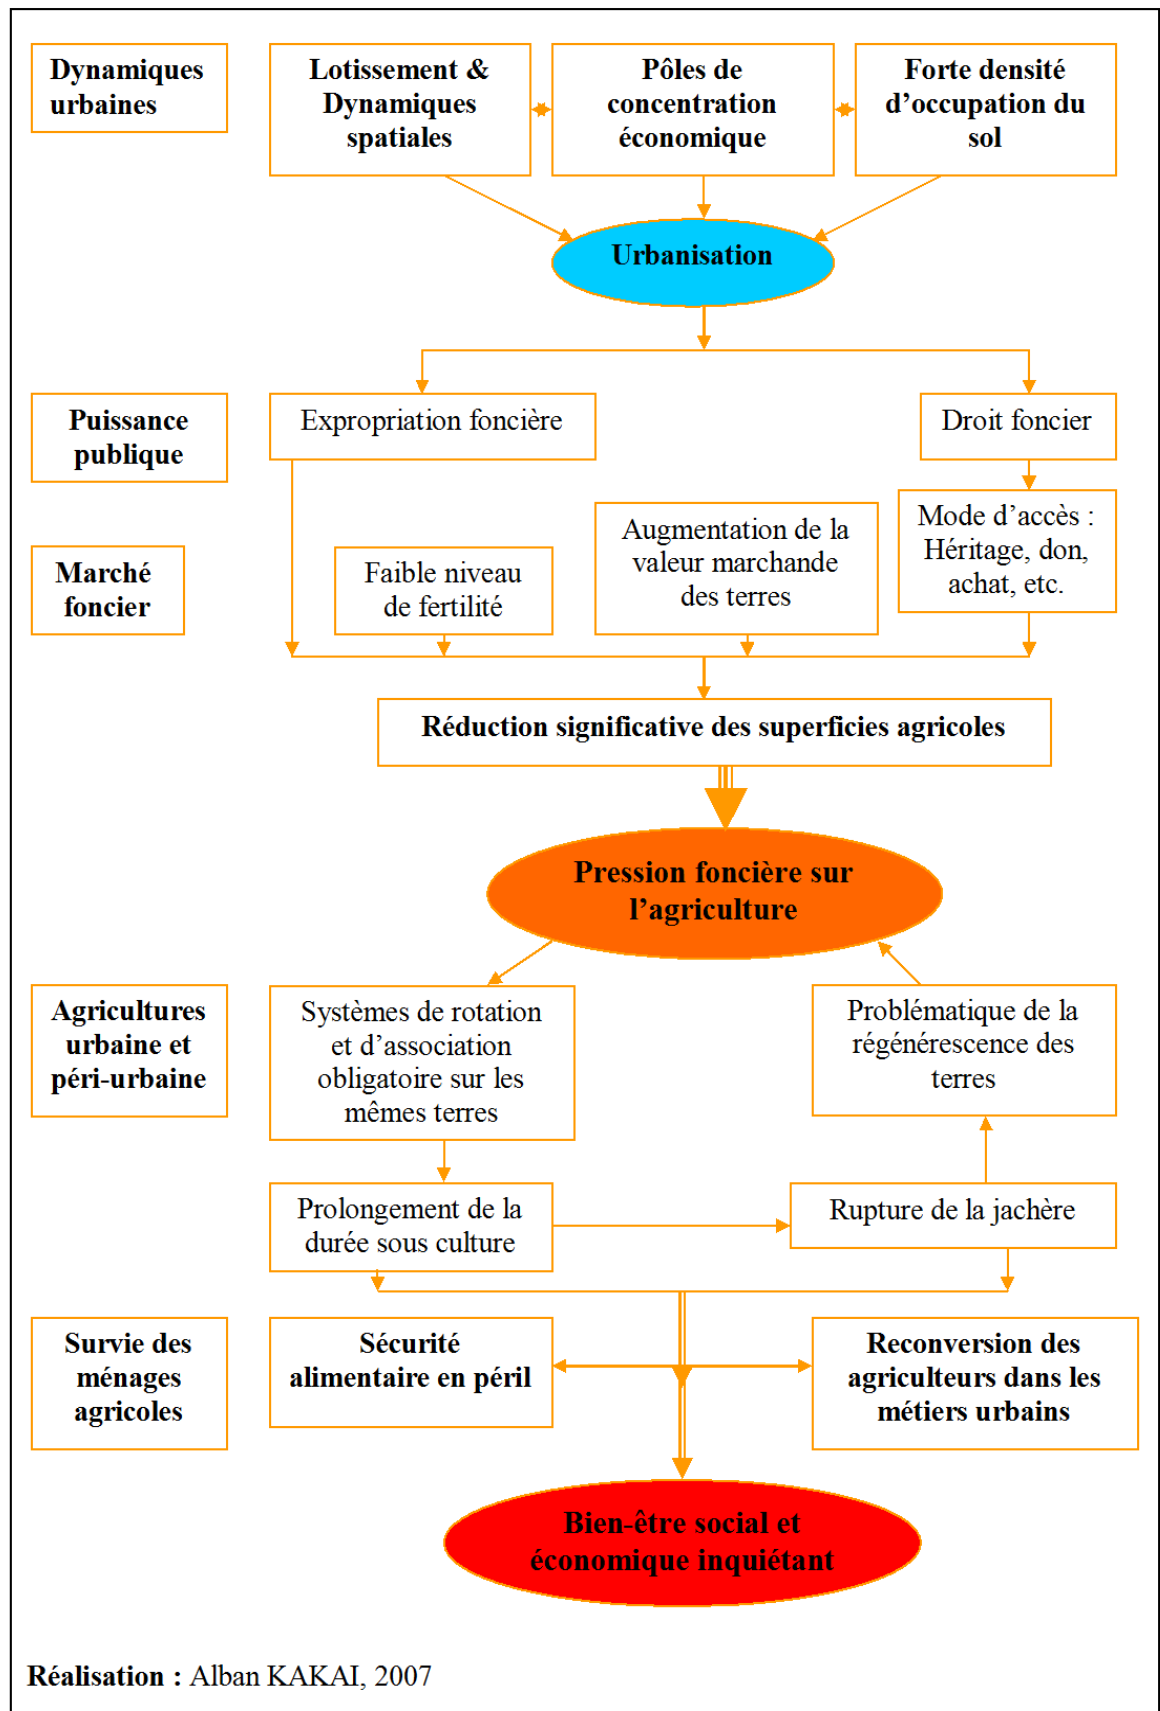 Dynamiques
urbaines
Lotissement &
Dynamiques
spatiales
Pôles de
concentration
économique
Forte densité
d’occupation du
sol
Urbanisation
Puissance
publique
Expropriation foncière
Droit foncier
Marché
foncier
Faible niveau
de fertilité
Augmentation de la
valeur marchande
des terres
Mode d’accès :
Héritage, don,
achat, etc.
Réduction significative des superficies agricoles
Pression foncière sur
l’agriculture
Agricultures
urbaine et
péri-urbaine
Systèmes de rotation
et d’association
obligatoire sur les
mêmes terres
Problématique de la
régénérescence des
terres
Prolongement de la
durée sous culture
Rupture de la jachère
Survie des
ménages
agricoles
Sécurité
alimentaire en péril
Reconversion des
agriculteurs dans les
métiers urbains
Bien-être social et
économique inquiétant
Réalisation : Alban KAKAI, 2007